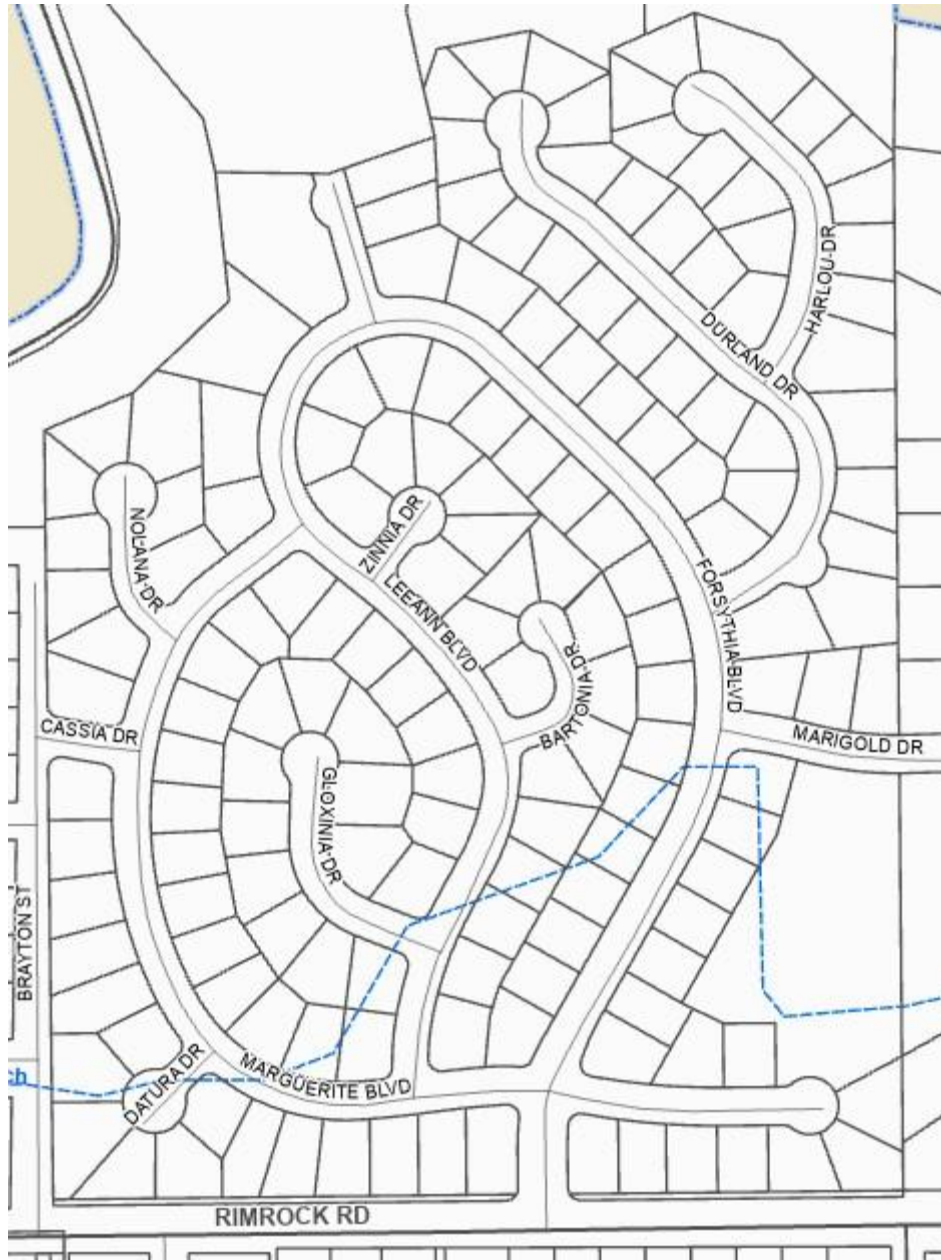 HARLOU DR
DURLAND DR
ZINNIA DR
NOLANA DR
LEEANN BLVD
FORSYTHIA BLVD
BARTONIA DR
CASSIA DR
MARIGOLD DR
GLOXINIA DR
BRAYTON ST
DATURA DR
MARGUERITE BLVD
ch
RIMROCK RD